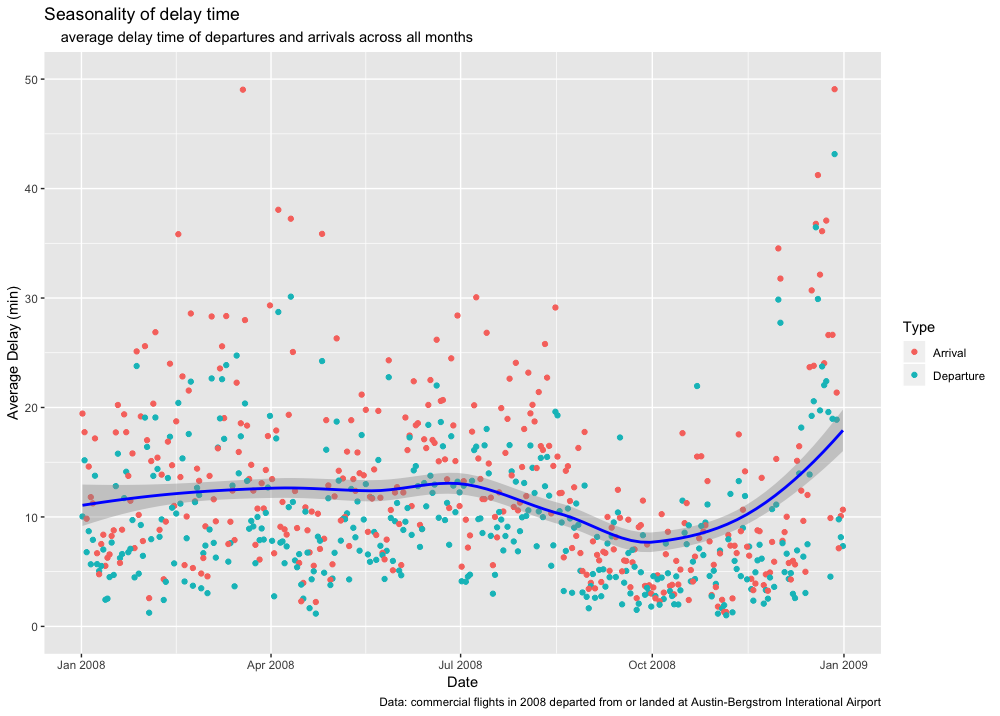 Seasonality of delay time
average delay time of departures and arrivals across all months
Average Delay (min)
50
40
30
20
10
0
Jan 2008
Apr 2008
Jul 2008
Oct 2008
Jan 2009
Date
Type
Arrival
Departure
Data: commercial flights in 2008 departed from or landed at Austin-Bergstrom Interational Airport